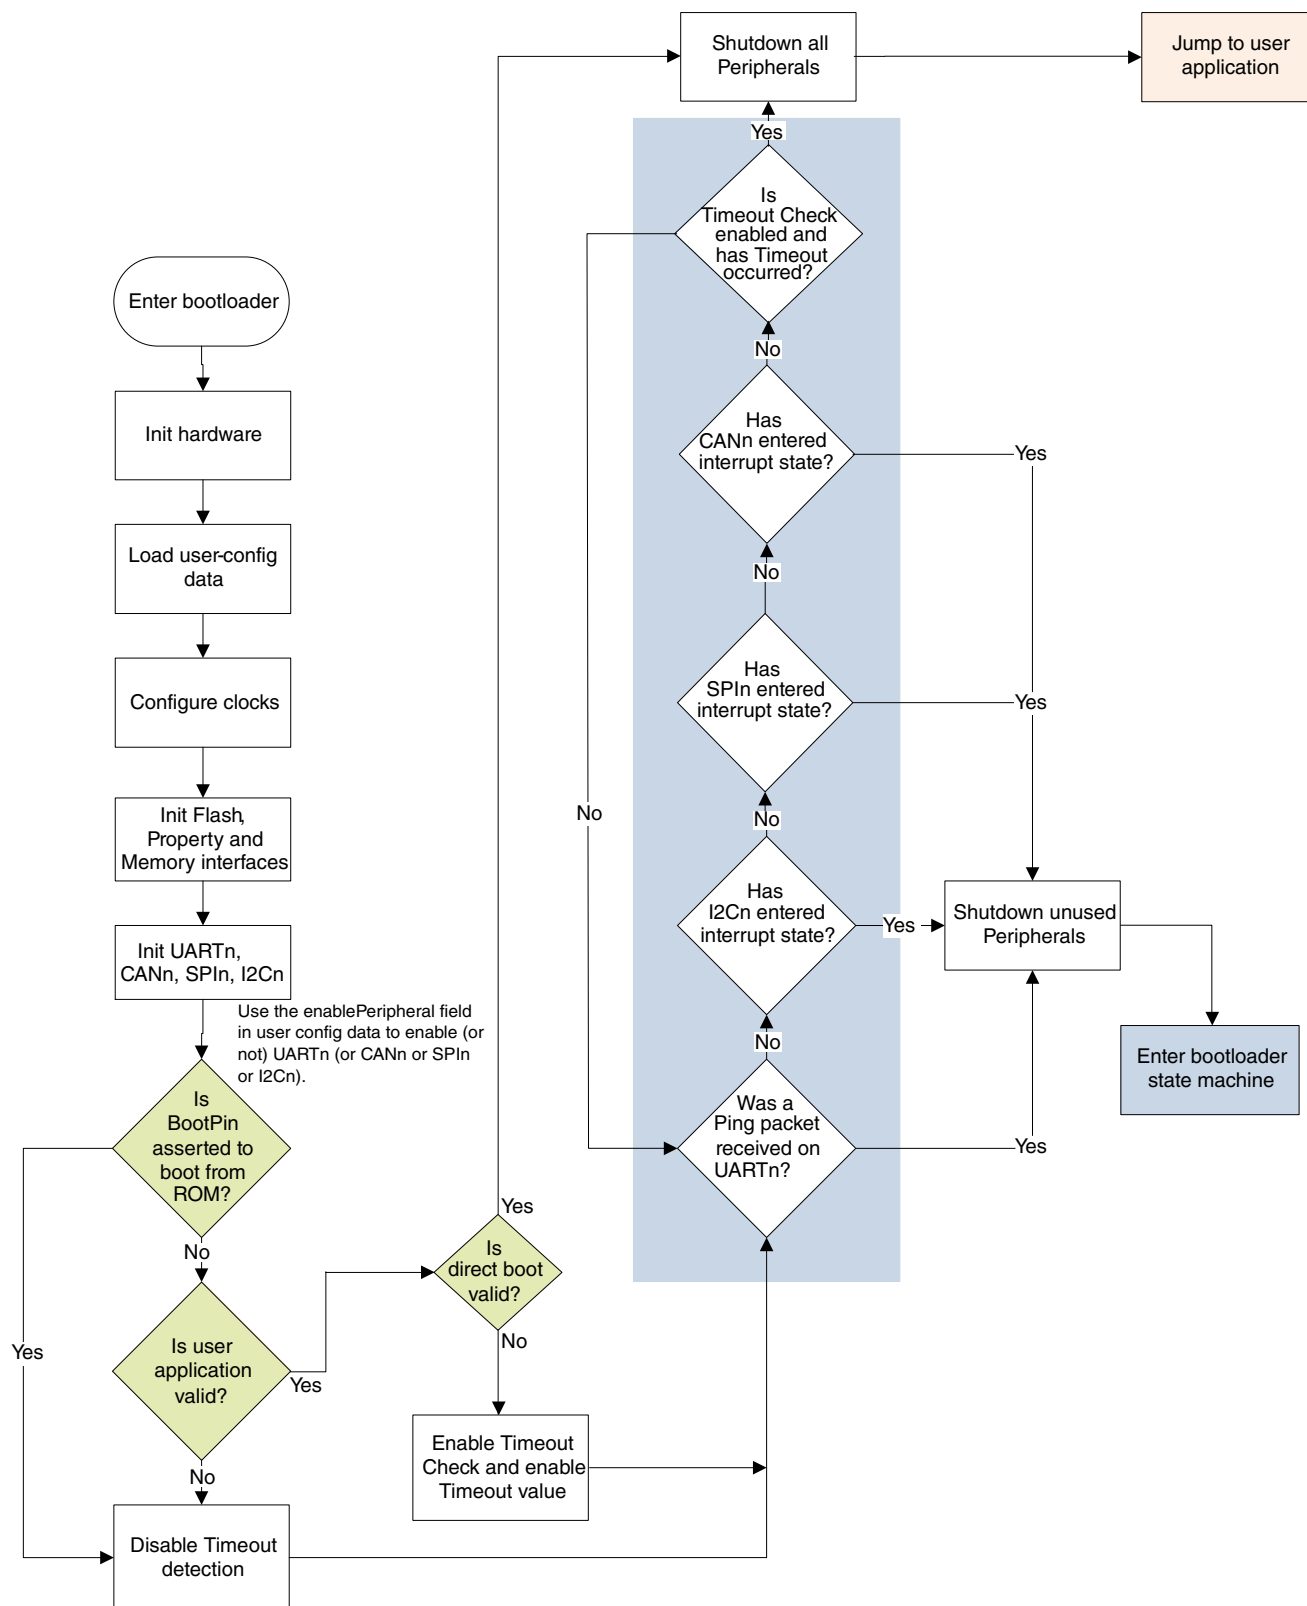 Shutdown all
Peripherals
Jump to user
application
Yes
Is
Timeout Check
enabled and
has Timeout
occurred?
No
Has
CANn entered
interrupt state?
Yes
No
Has
SPIn entered
interrupt state?
Yes
No
No
Has
I2Cn entered
interrupt state?
Yes
Shutdown unused
Peripherals
No
Was a
Ping packet
received on
UARTn?
Yes
Enter bootloader
state machine
Enter bootloader
Init hardware
Load user-config
data
Configure clocks
Init Flash,
Property and
Memory interfaces
Init UARTn,
CANn, SPIn, I2Cn
Use the enablePeripheral field
in user config data to enable (or
not) UARTn (or CANn or SPIn
or I2Cn).
Is
BootPin
asserted to
boot from
ROM?
Yes
No
Is user
application
valid?
Yes
No
Is
direct boot
valid?
Yes
No
Enable Timeout
Check and enable
Timeout value
Disable Timeout
detection